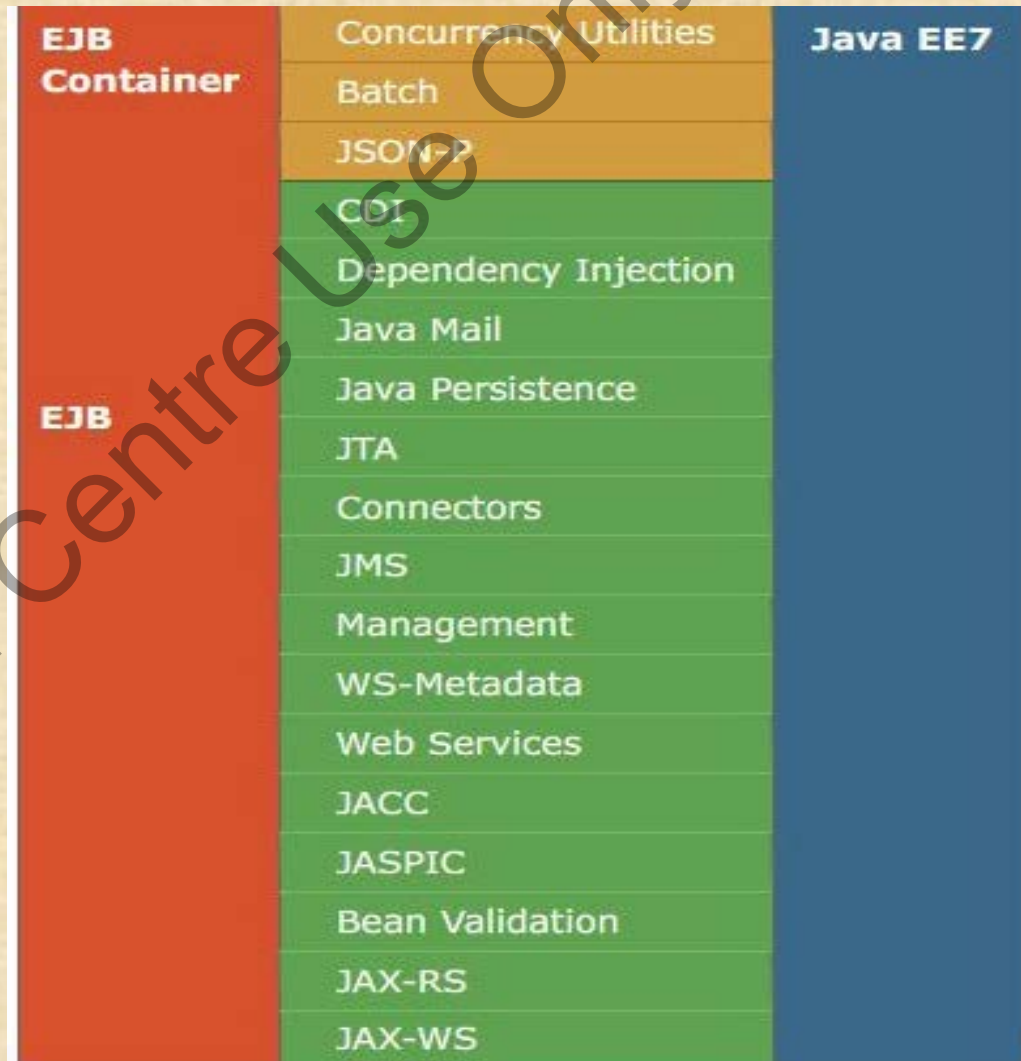 EJB
Container
EJB
Concurrency Utilities
Batch
JSON-P
CDI
Dependency Injection
Java Mail
Java Persistence
JTA
Connectors
JMS
Management
WS-Metadata
Web Services
JACC
JASPIC
Bean Validation
JAX-RS
JAX-WS
Java EE7
Centre Use Only